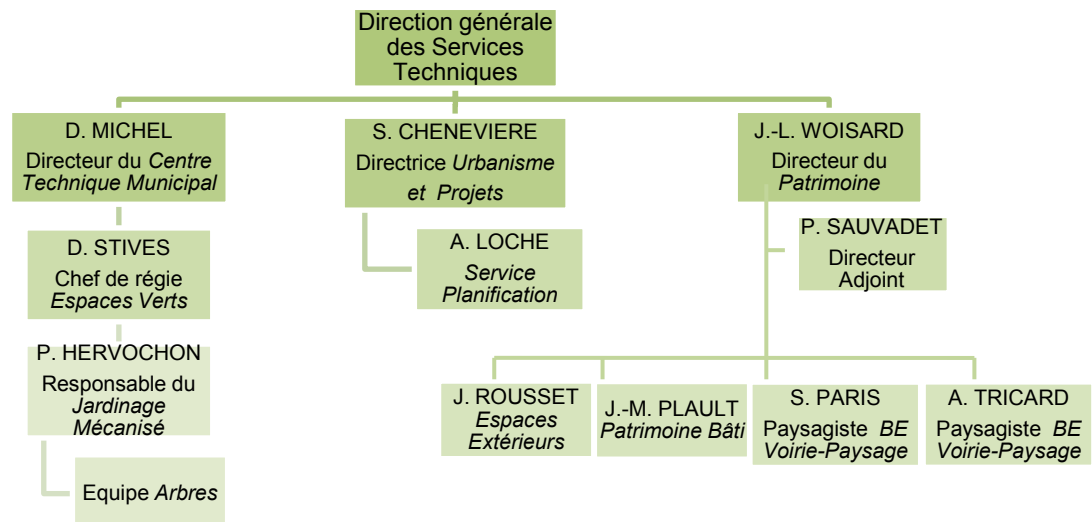 Direction générale
des Services
Techniques
D. MICHEL
Directeur du Centre
Technique Municipal
S. CHENEVIERE
Directrice Urbanisme
et Projets
J.-L. WOISARD
Directeur du
Patrimoine
D. STIVES
Chef de régie
Espaces Verts
A. LOCHE
Service
Planification
P. SAUVADET
Directeur
Adjoint
P. HERVOCHON
Responsable du
Jardinage
Mécanisé
Equipe Arbres
J. ROUSSET
Espaces
Extérieurs
J.-M. PLAULT
Patrimoine Bâti
S. PARIS
Paysagiste BE
Voirie-Paysage
A. TRICARD
Paysagiste BE
Voirie-Paysage